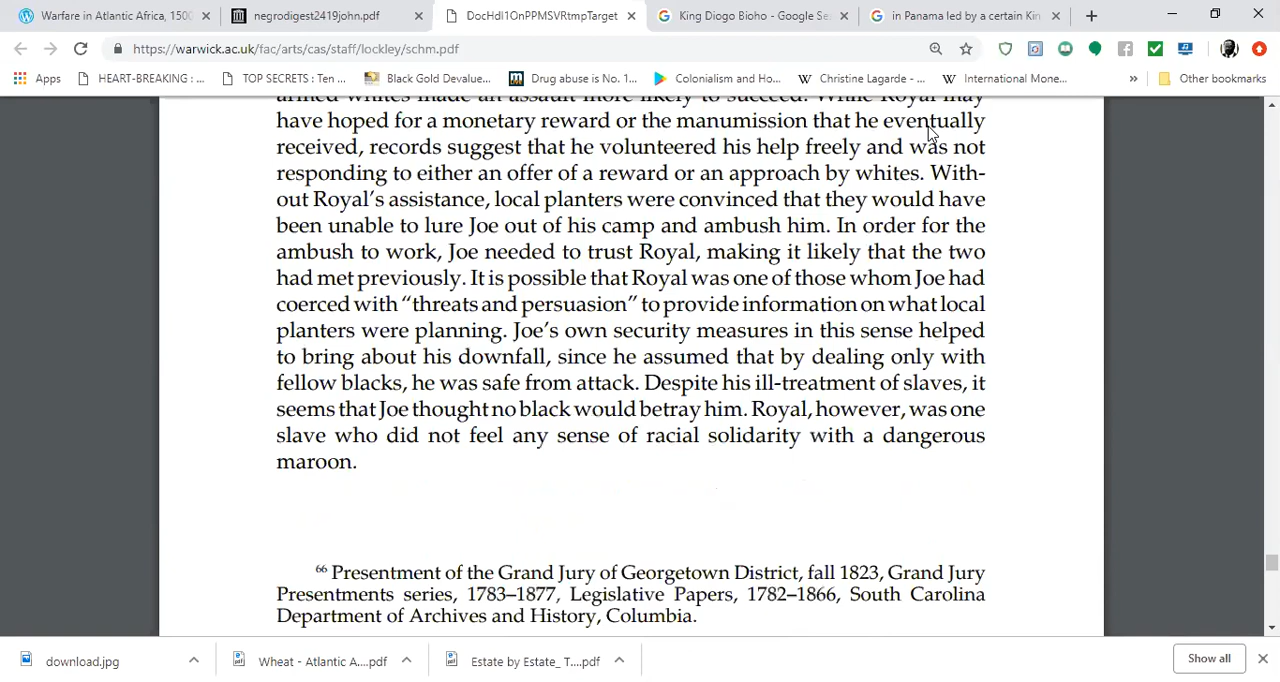 Warfare in Atlantic Africa, 1500
negrodigest2419john.pdf
DocHdl1OnPPMSVRtmpTarget
King Diogo Bioho - Google Se
in Panama led by a certain Kin
https://warwick.ac.uk/fac/arts/cas/staff/lockley/schm.pdf
Apps
HEART-BREAKING : ...
TOP SECRETS : Ten ...
Black Gold Devalue...
Drug abuse is No. 1...
Colonialism and Ho...
Christine Lagarde - ...
International Mone...
»
Other bookmarks
armed whites made an assault more likely to succeed. While Royal may
have hoped for a monetary reward or the manumission that he eventually
received, records suggest that he volunteered his help freely and was not
responding to either an offer of a reward or an approach by whites. With-
out Royal's assistance, local planters were convinced that they would have
been unable to lure Joe out of his camp and ambush him. In order for the
ambush to work, Joe needed to trust Royal, making it likely that the two
had met previously. It is possible that Royal was one of those whom Joe had
coerced with “threats and persuasion” to provide information on what local
planters were planning. Joe's own security measures in this sense helped
to bring about his downfall, since he assumed that by dealing only with
fellow blacks, he was safe from attack. Despite his ill-treatment of slaves, it
seems that Joe thought no black would betray him. Royal, however, was one
slave who did not feel any sense of racial solidarity with a dangerous
maroon.
66 Presentment of the Grand Jury of Georgetown District, fall 1823, Grand Jury
Presentments series, 1783–1877, Legislative Papers, 1782–1866, South Carolina
Department of Archives and History, Columbia.
download.jpg
Wheat - Atlantic A....pdf
Estate by Estate_ T....pdf
Show all